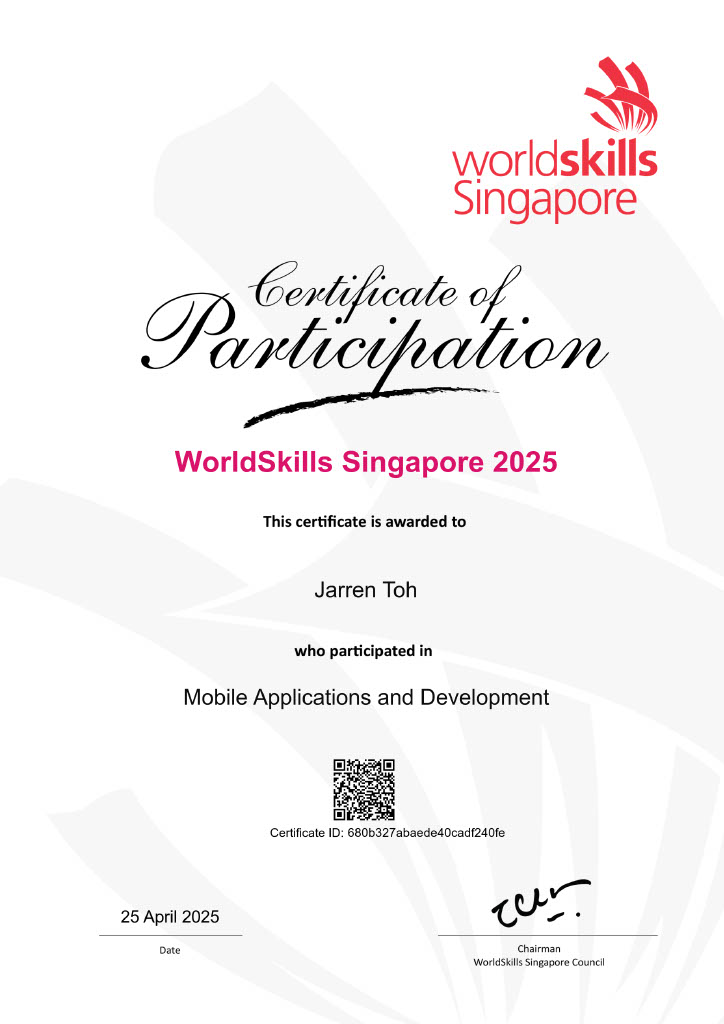 worldskills
Singapore
Certificate of
Participation
WorldSkills Singapore 2025
This certificate is awarded to
Jarren Toh
who participated in
Mobile Applications and Development
Certificate ID: 680b327abaede40cadf240fe
25 April 2025
Date
Chairman
WorldSkills Singapore Council